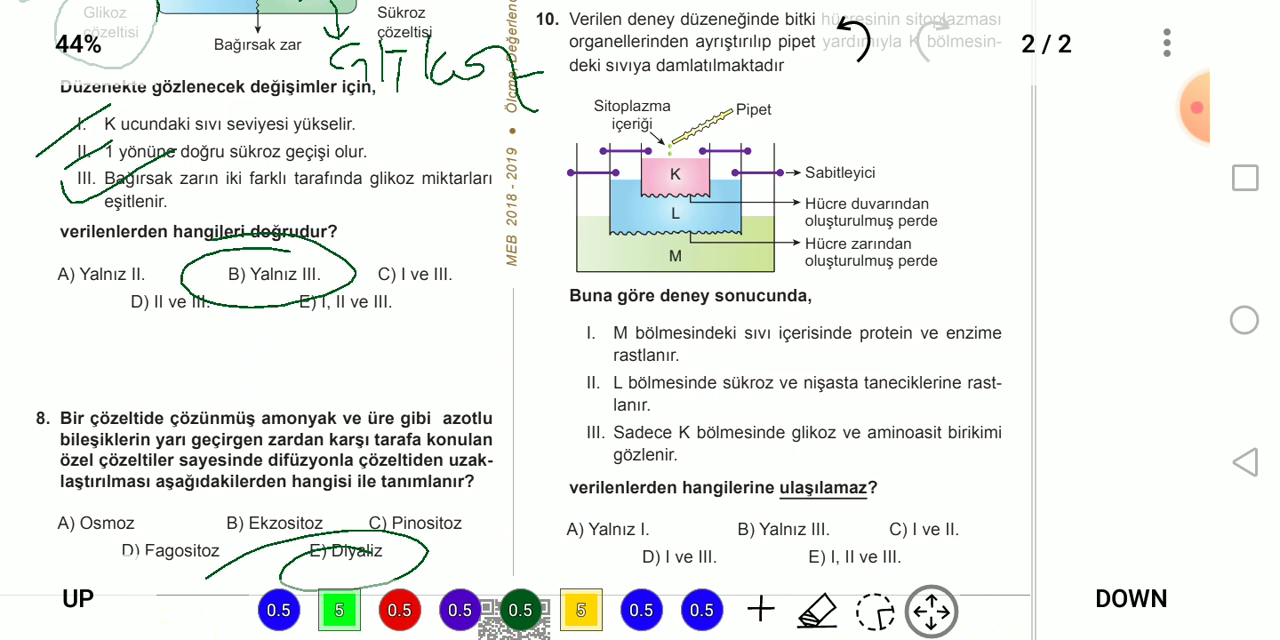 Glikoz
çözeltisi
44%
Sükroz
çözeltisi
Bağırsak zar
Düzenekte gözlenecek değişimler için,
I. K ucundaki sıvı seviyesi yükselir.
II. 1 yönüne doğru sükroz geçişi olur.
III. Bağırsak zarın iki farklı tarafında glikoz miktarları
eşitlenir.
verilenlerden hangileri doğrudur?
A) Yalnız II. B) Yalnız III. C) I ve III.
D) II ve III. E) I, II ve III.
8. Bir çözeltide çözünmüş amonyak ve üre gibi azotlu
bileşiklerin yarı geçirgen zardan karşı tarafa konulan
özel çözeltiler sayesinde difüzyonla çözeltiden uzak-
laştırılması aşağıdakilerden hangisi ile tanımlanır?
A) Osmoz B) Ekzositoz C) Pinositoz
D) Fagositoz E) Diyaliz
MEB 2018 - 2019 ● Ölçme, Değerlend
10. Verilen deney düzeneğinde bitki hücresinin sitoplazması
organellerinden ayrıştırılıp pipet yardımıyla K bölmesin-
deki sıvıya damlatılmaktadır
2 / 2
Sitoplazma
içeriği
Pipet
K
Sabitleyici
L
Hücre duvarından
oluşturulmuş perde
M
Hücre zarından
oluşturulmuş perde
Buna göre deney sonucunda,
I. M bölmesindeki sıvı içerisinde protein ve enzime
rastlanır.
II. L bölmesinde sükroz ve nişasta taneciklerine rast-
lanır.
III. Sadece K bölmesinde glikoz ve aminoasit birikimi
gözlenir.
verilenlerden hangilerine ulaşılamaz?
A) Yalnız I. B) Yalnız III. C) I ve II.
D) I ve III. E) I, II ve III.
UP
0.5 5 0.5 0.5 0.5 5 0.5 0.5
DOWN